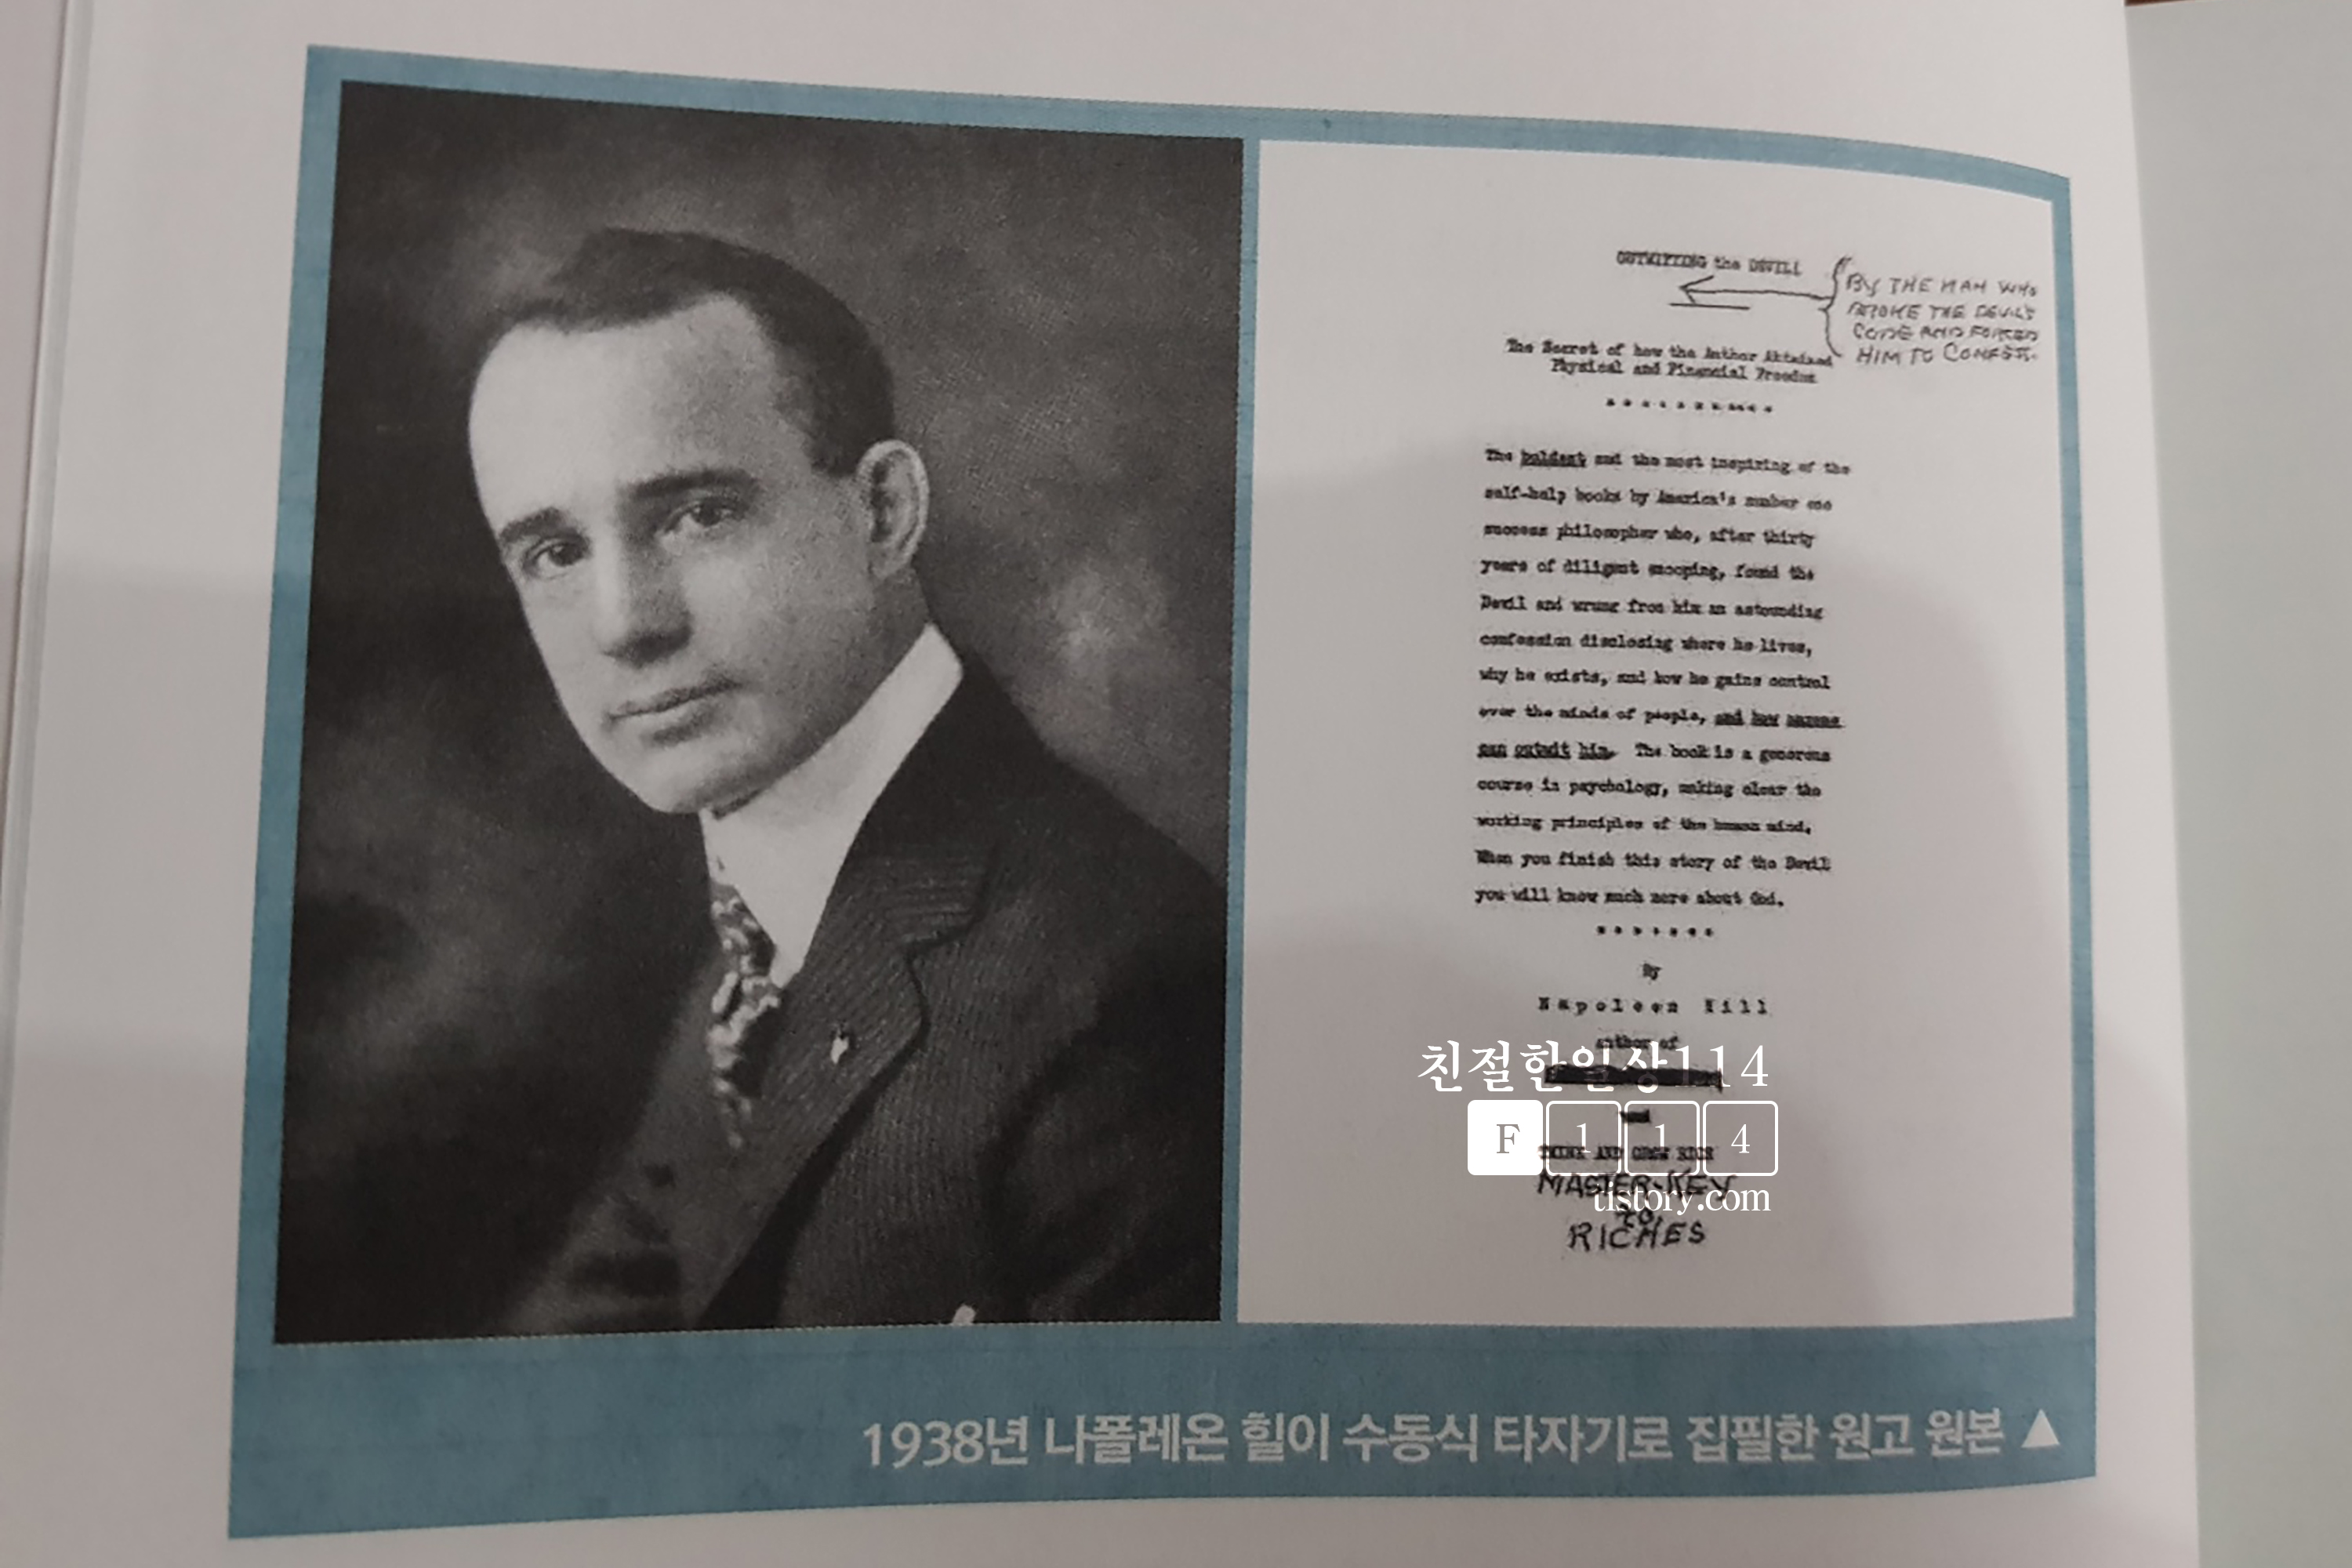 OUTWITTING the DEVIL
"BY THE MAN WHO
BROKE THE DEVIL'S
CODE AND FORCED
HIM TO CONFESS.
The Secret of how the Author Attained
Physical and Financial Freedom
The boldest and the most inspiring of the
self-help books by America's number one
success philosopher who, after thirty
years of diligent snooping, found the
Devil and wrung from him an astounding
confession disclosing where he lives,
why he exists, and how he gains control
over the minds of people, and how anyone
can outwit him. The book is a generous
course in psychology, making clear the
working principles of the human mind.
When you finish this story of the Devil
you will know much more about God.
By
Napoleon Hill
author of
친절한일상114
and
F114
THINK AND GROW RICH
MASTER-KEY
tistory.com
TO
RICHES
1938년 나폴레온 힐이 수동식 타자기로 집필한 원고 원본 ▲